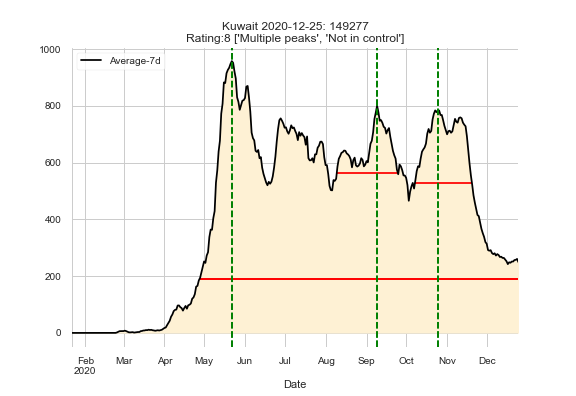 Kuwait 2020-12-25: 149277
Rating:8 ['Multiple peaks', 'Not in control']
1000
800
600
400
200
0
Average-7d
Feb Mar Apr May Jun Jul Aug Sep Oct Nov Dec
2020
Date